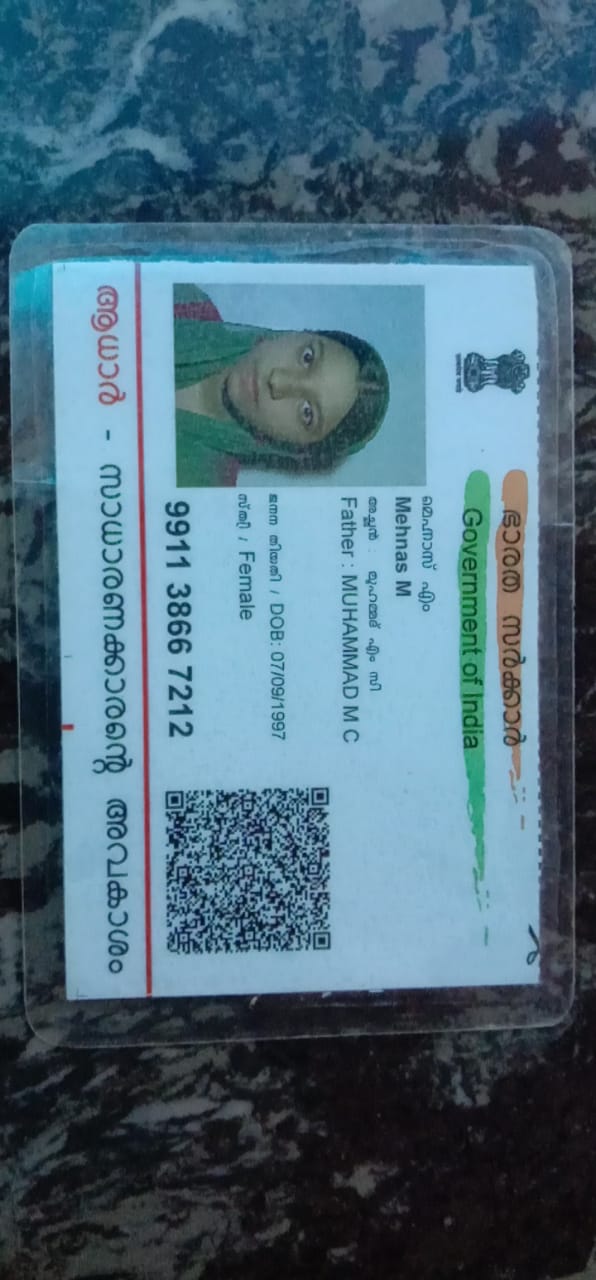 ഭാരത സർക്കാർ
Government of India
മെഹനാസ് എം
Mehnas M
അച്ഛൻ : മുഹമ്മദ് എം സി
Father : MUHAMMAD M C
ജനന തിയതി / DOB: 07/09/1997
സ്ത്രീ / Female
9911 3866 7212
ആധാർ - സാധാരണക്കാരന്റെ അവകാശം